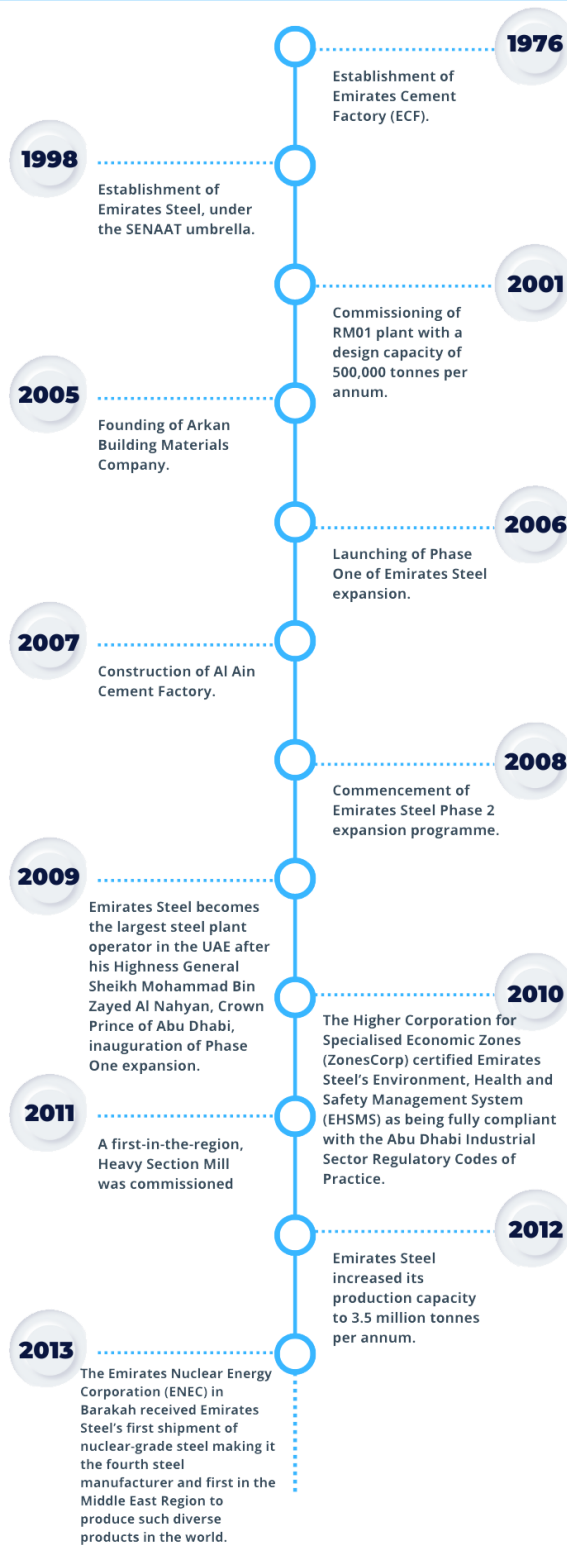 1976
Establishment of
Emirates Cement
Factory (ECF).
1998
Establishment of
Emirates Steel, under
the SENAAT umbrella.
2001
Commissioning of
RM01 plant with a
design capacity of
500,000 tonnes per
annum.
2005
Founding of Arkan
Building Materials
Company.
2006
Launching of Phase
One of Emirates Steel
expansion.
2007
Construction of Al Ain
Cement Factory.
2008
Commencement of
Emirates Steel Phase 2
expansion programme.
2009
Emirates Steel becomes
the largest steel plant
operator in the UAE after
his Highness General
Sheikh Mohammad Bin
Zayed Al Nahyan, Crown
Prince of Abu Dhabi,
inauguration of Phase
One expansion.
2010
The Higher Corporation for
Specialised Economic Zones
(ZonesCorp) certified Emirates
Steel’s Environment, Health and
Safety Management System
(EHSMS) as being fully compliant
with the Abu Dhabi Industrial
Sector Regulatory Codes of
Practice.
2011
A first-in-the-region,
Heavy Section Mill
was commissioned
2012
Emirates Steel
increased its
production capacity
to 3.5 million tonnes
per annum.
2013
The Emirates Nuclear Energy
Corporation (ENEC) in
Barakah received Emirates
Steel’s first shipment of
nuclear-grade steel making it
the fourth steel
manufacturer and first in the
Middle East Region to
produce such diverse
products in the world.